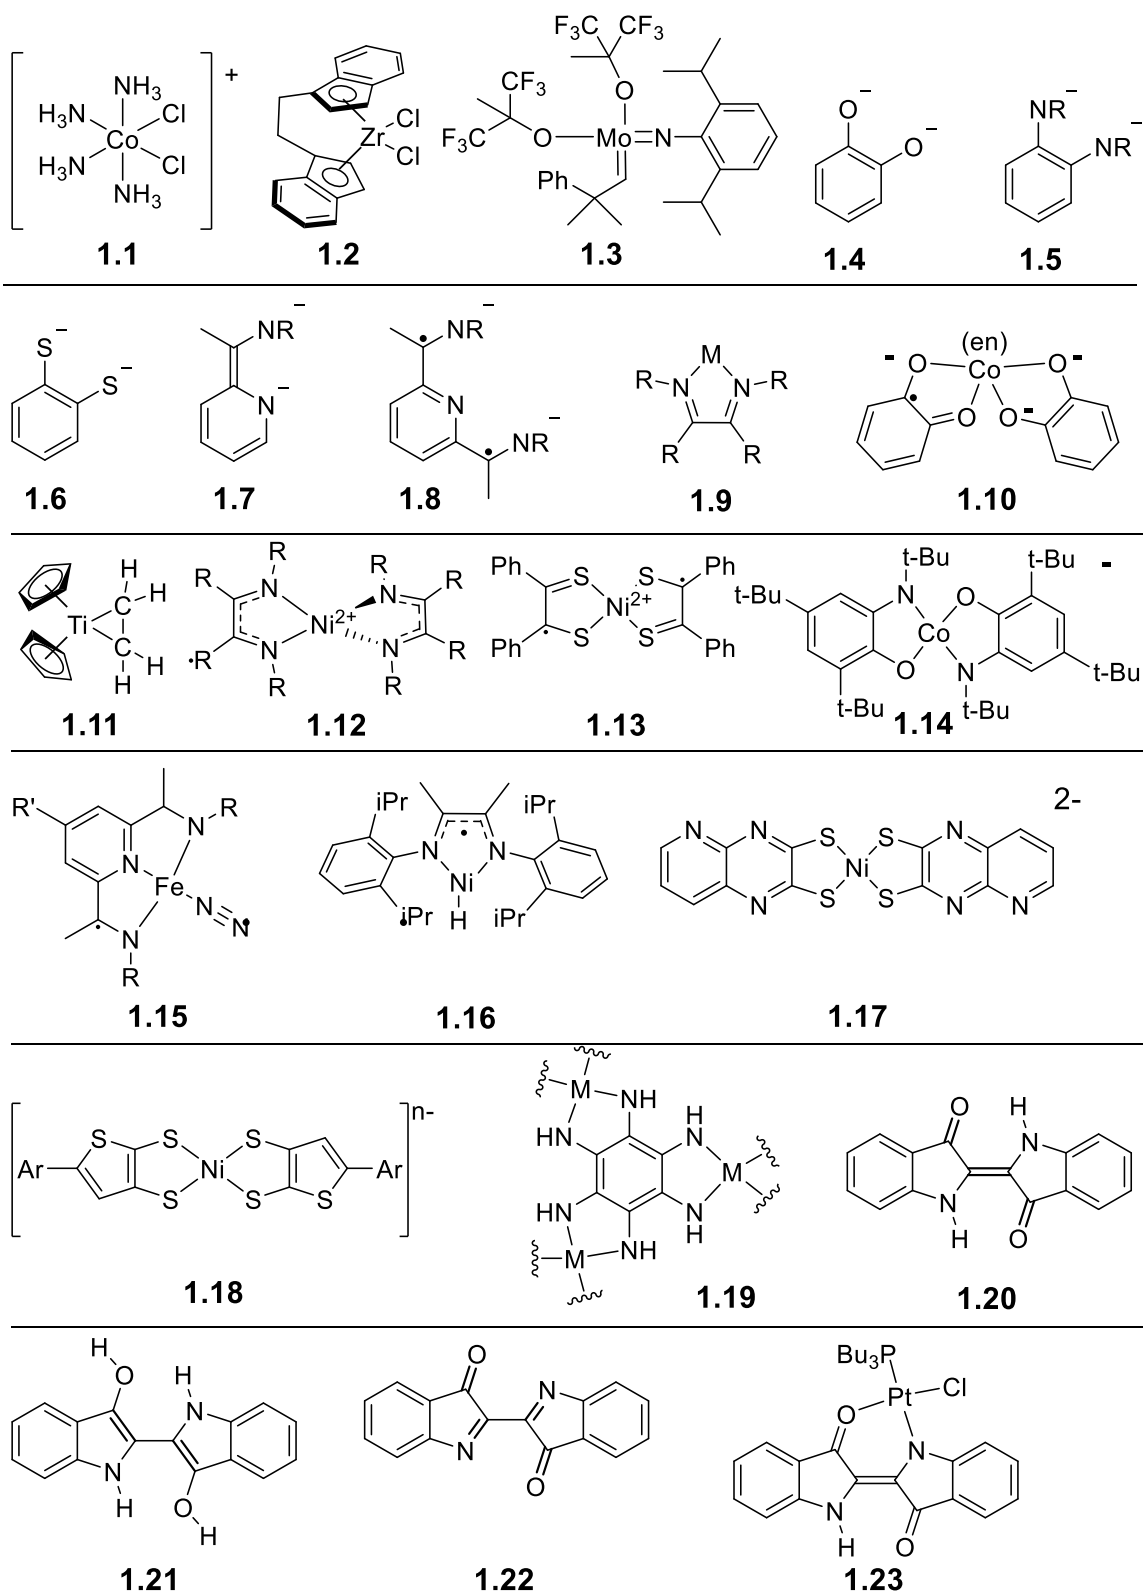 F₃C CF₃
CF₃
F₃C
O
O
Mo N
Ph
1.3
[ NH₃ Cl
H₃N Co
H₃N Cl
NH₃ ] +
1.1
Cl
Zr
Cl
1.2
O⁻
O⁻
1.4
NR⁻
NR⁻
1.5
S⁻
S⁻
1.6
NR⁻
N⁻
1.7
NR⁻
N
NR⁻
1.8
M
R N N R
R R
1.9
(en)
- O Co O -
O O -
1.10
H
C H
Ti
C H
H
1.11
R R
R N N R
Ni2+
·R N N R
R R
1.12
Ph S S Ph
Ni2+
Ph S S Ph
1.13
t-Bu t-Bu -
t-Bu N O
Co
O N t-Bu
t-Bu t-Bu
1.14
R' N R
N Fe
N N
N
R
1.15
iPr iPr
N N
Ni
iPr H iPr
1.16
2-
N N S S N
Ni
N S S N N
1.17
[ S S S n-
Ar Ni Ar
S S S ]
1.18
M NH
HN H
N
M
HN N
H
M NH
1.19
O H
N
N
H O
1.20
H
O H
N
N
H O
H
1.21
O N
N O
1.22
Bu₃P
Pt Cl
O
N
N
H O
1.23